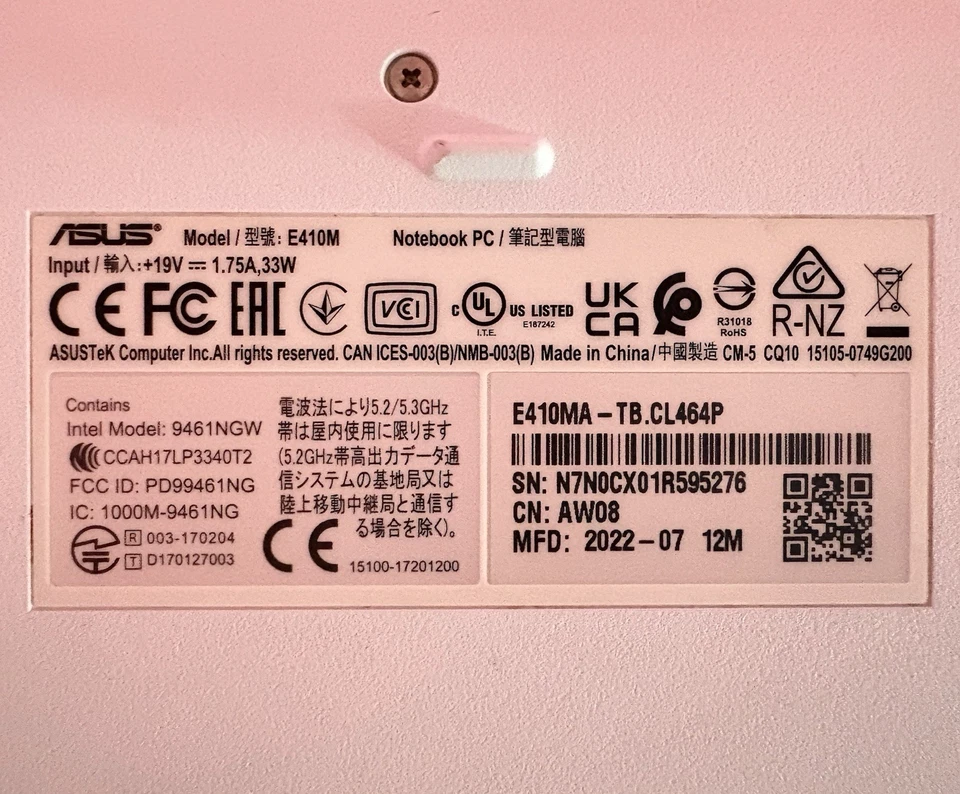 ASUS® Model / 型號: E410M Notebook PC / 筆記型電腦
Input / 輸入:+19V ⎓ 1.75A,33W
CE FC EAC VCI c UL US LISTED UK CA R-NZ
I.T.E. E187242 R31018
RoHS
ASUSTeK Computer Inc.All rights reserved. CAN ICES-003(B)/NMB-003(B) Made in China/中國製造 CM-5 CQ10 15105-0749G200
Contains
Intel Model: 9461NGW
CCAH17LP3340T2
FCC ID: PD99461NG
IC: 1000M-9461NG
R 003-170204
T D170127003
電波法により5.2/5.3GHz
帯は屋内使用に限ります
(5.2GHz帯高出力データ通
信システムの基地局又は
陸上移動中継局と通信す
る場合を除く)。
CE 15100-17201200
E410MA-TB.CL464P
SN: N7N0CX01R595276
CN: AW08
MFD: 2022-07 12M